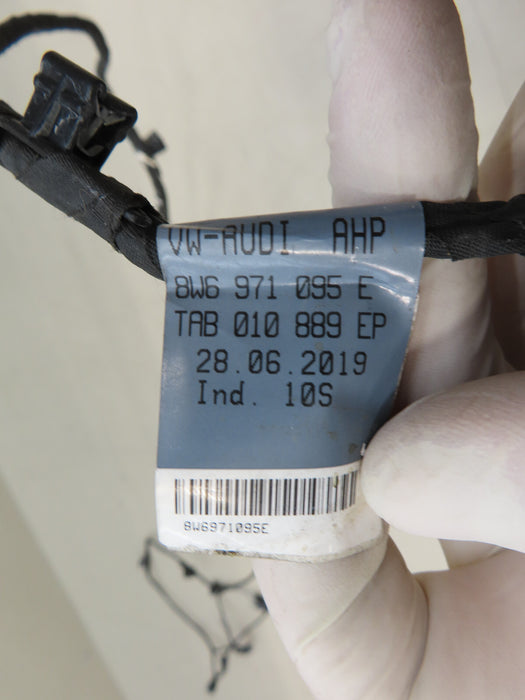 VW-AUDI AHP
8W6 971 095 E
TAB 010 889 EP
28.06.2019
Ind. 10S
8W6971095E